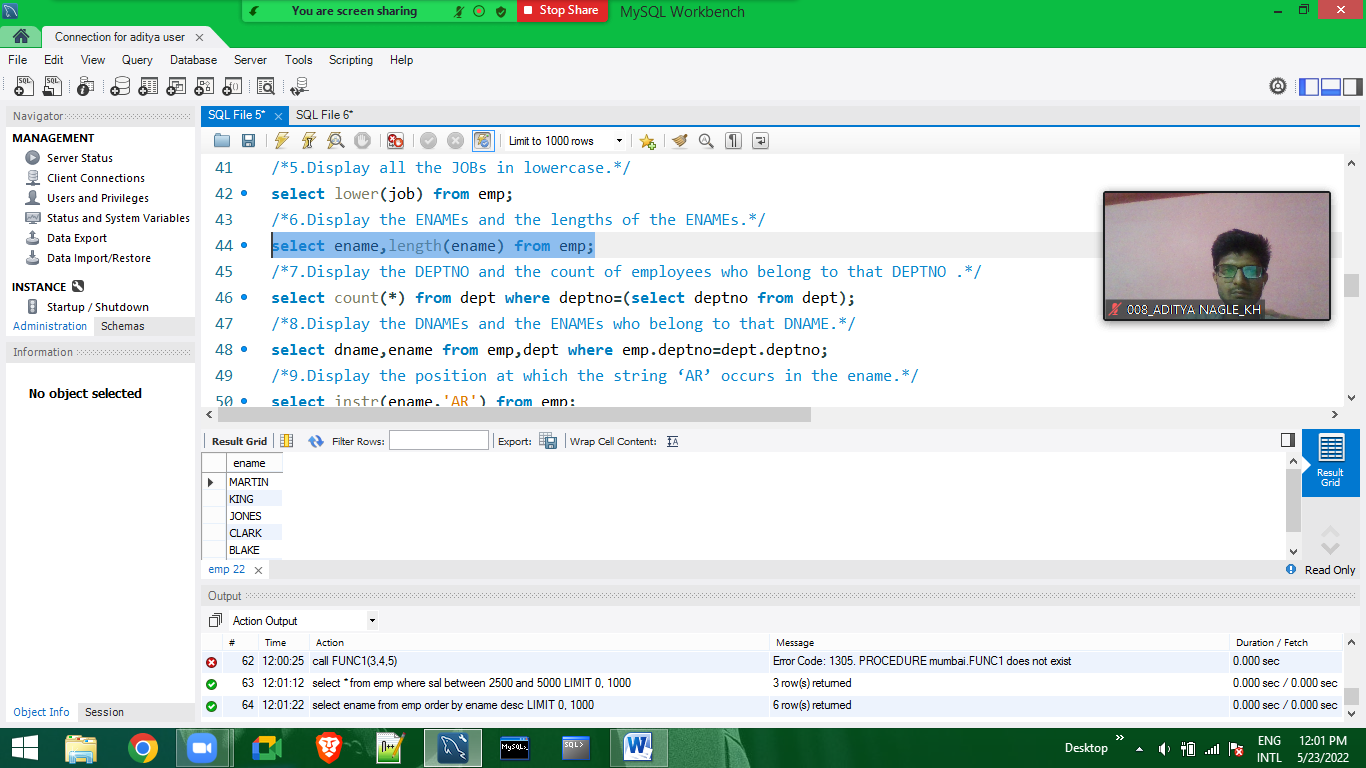 You are screen sharing
Stop Share
MySQL Workbench
Connection for aditya user
File Edit View Query Database Server Tools Scripting Help
Navigator
MANAGEMENT
Server Status
Client Connections
Users and Privileges
Status and System Variables
Data Export
Data Import/Restore
INSTANCE
Startup / Shutdown
Administration Schemas
Information
No object selected
Object Info Session
SQL File 5* SQL File 6*
Limit to 1000 rows
41 /*5.Display all the JOBs in lowercase.*/
42 select lower(job) from emp;
43 /*6.Display the ENAMEs and the lengths of the ENAMEs.*/
44 select ename,length(ename) from emp;
45 /*7.Display the DEPTNO and the count of employees who belong to that DEPTNO .*/
46 select count(*) from dept where deptno=(select deptno from dept);
47 /*8.Display the DNAMEs and the ENAMEs who belong to that DNAME.*/
48 select dname,ename from emp,dept where emp.deptno=dept.deptno;
49 /*9.Display the position at which the string ‘AR’ occurs in the ename.*/
50 select instr(ename,'AR') from emp;
008_ADITYA NAGLE_KH
Result Grid Filter Rows: Export: Wrap Cell Content:
ename
MARTIN
KING
JONES
CLARK
BLAKE
Result
Grid
emp 22
Read Only
Output
Action Output
# Time Action Message Duration / Fetch
62 12:00:25 call FUNC1(3,4,5) Error Code: 1305. PROCEDURE mumbai.FUNC1 does not exist 0.000 sec
63 12:01:12 select * from emp where sal between 2500 and 5000 LIMIT 0, 1000 3 row(s) returned 0.000 sec / 0.000 sec
64 12:01:22 select ename from emp order by ename desc LIMIT 0, 1000 6 row(s) returned 0.000 sec / 0.000 sec
Desktop
ENG
INTL
12:01 PM
5/23/2022